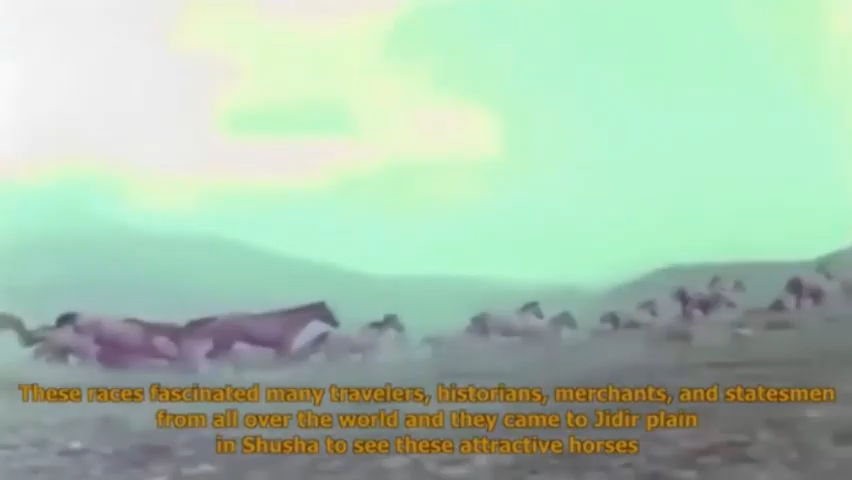 These races fascinated many travelers, historians, merchants, and statesmen
from all over the world and they came to Jidir plain
in Shusha to see these attractive horses